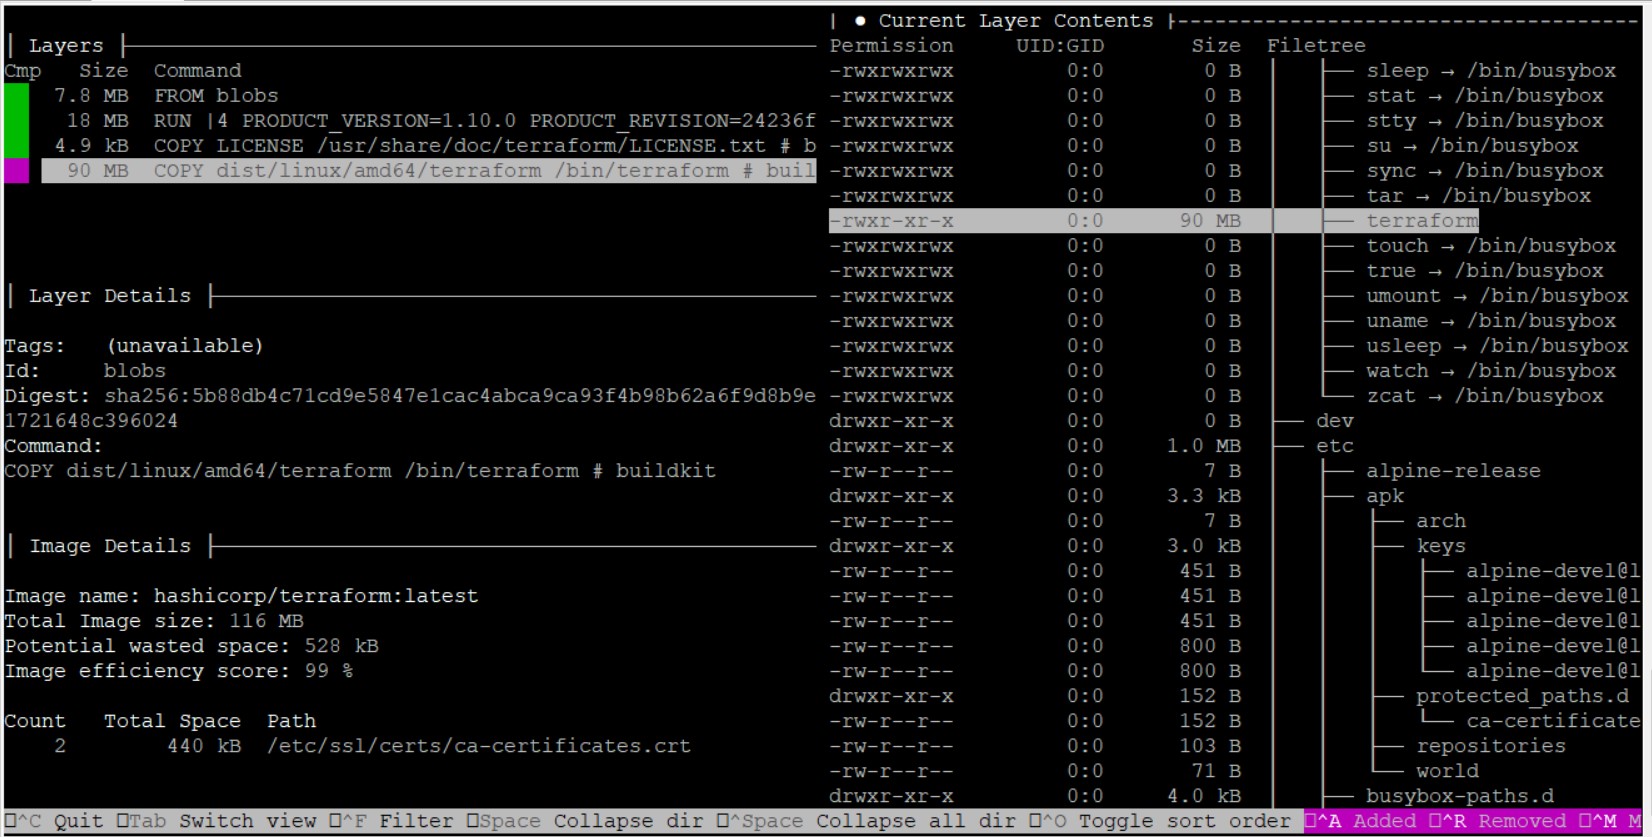 │ Layers ├
Cmp   Size  Command
7.8 MB  FROM blobs
18 MB  RUN |4 PRODUCT_VERSION=1.10.0 PRODUCT_REVISION=24236f
4.9 kB  COPY LICENSE /usr/share/doc/terraform/LICENSE.txt # b
90 MB  COPY dist/linux/amd64/terraform /bin/terraform # buil
│ Layer Details ├
Tags:   (unavailable)
Id:     blobs
Digest: sha256:5b88db4c71cd9e5847e1cac4abca9ca93f4b98b62a6f9d8b9e
1721648c396024
Command:
COPY dist/linux/amd64/terraform /bin/terraform # buildkit
│ Image Details ├
Image name: hashicorp/terraform:latest
Total Image size: 116 MB
Potential wasted space: 528 kB
Image efficiency score: 99 %
Count   Total Space  Path
2        440 kB  /etc/ssl/certs/ca-certificates.crt
| ● Current Layer Contents ├
Permission     UID:GID       Size  Filetree
-rwxrwxrwx         0:0        0 B  │   ├── sleep → /bin/busybox
-rwxrwxrwx         0:0        0 B  │   ├── stat → /bin/busybox
-rwxrwxrwx         0:0        0 B  │   ├── stty → /bin/busybox
-rwxrwxrwx         0:0        0 B  │   ├── su → /bin/busybox
-rwxrwxrwx         0:0        0 B  │   ├── sync → /bin/busybox
-rwxrwxrwx         0:0        0 B  │   ├── tar → /bin/busybox
-rwxr-xr-x         0:0      90 MB  │   ├── terraform
-rwxrwxrwx         0:0        0 B  │   ├── touch → /bin/busybox
-rwxrwxrwx         0:0        0 B  │   ├── true → /bin/busybox
-rwxrwxrwx         0:0        0 B  │   ├── umount → /bin/busybox
-rwxrwxrwx         0:0        0 B  │   ├── uname → /bin/busybox
-rwxrwxrwx         0:0        0 B  │   ├── usleep → /bin/busybox
-rwxrwxrwx         0:0        0 B  │   ├── watch → /bin/busybox
-rwxrwxrwx         0:0        0 B  │   └── zcat → /bin/busybox
drwxr-xr-x         0:0        0 B  ├── dev
drwxr-xr-x         0:0     1.0 MB  ├── etc
-rw-r--r--         0:0        7 B  │   ├── alpine-release
drwxr-xr-x         0:0     3.3 kB  │   ├── apk
-rw-r--r--         0:0        7 B  │   │   ├── arch
drwxr-xr-x         0:0     3.0 kB  │   │   ├── keys
-rw-r--r--         0:0      451 B  │   │   │   ├── alpine-devel@l
-rw-r--r--         0:0      451 B  │   │   │   ├── alpine-devel@l
-rw-r--r--         0:0      451 B  │   │   │   ├── alpine-devel@l
-rw-r--r--         0:0      800 B  │   │   │   ├── alpine-devel@l
-rw-r--r--         0:0      800 B  │   │   │   └── alpine-devel@l
drwxr-xr-x         0:0      152 B  │   │   ├── protected_paths.d
-rw-r--r--         0:0      152 B  │   │   │   └── ca-certificate
-rw-r--r--         0:0      103 B  │   │   ├── repositories
-rw-r--r--         0:0       71 B  │   │   └── world
drwxr-xr-x         0:0     4.0 kB  │   ├── busybox-paths.d
▯^C Quit ▯Tab Switch view ▯^F Filter ▯Space Collapse dir ▯^Space Collapse all dir ▯^O Toggle sort order ▯^A Added ▯^R Removed ▯^M M